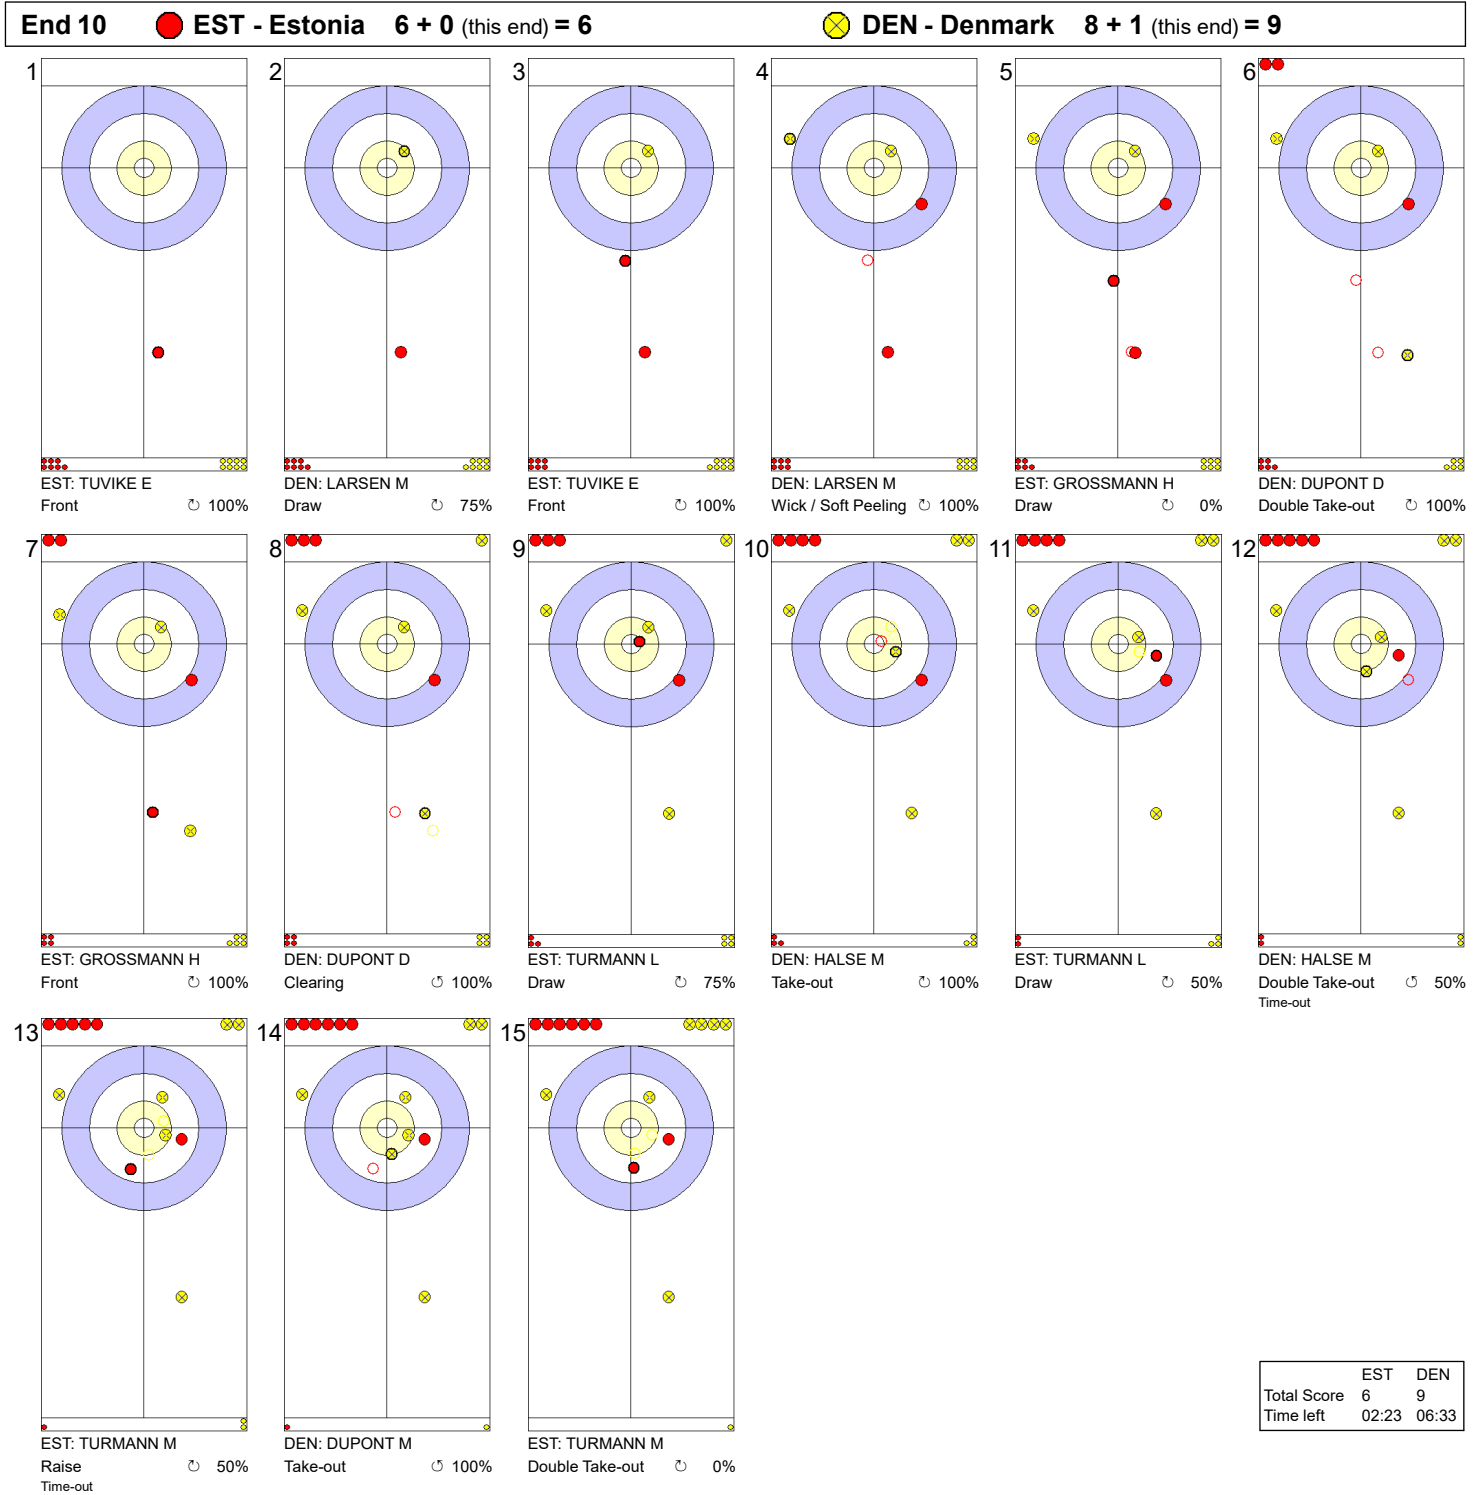 End 10 EST - Estonia 6 + 0 (this end) = 6 DEN - Denmark 8 + 1 (this end) = 9
1 2 3 4 5 6
EST: TUVIKE E DEN: LARSEN M EST: TUVIKE E DEN: LARSEN M EST: GROSSMANN H DEN: DUPONT D
Front ↻ 100% Draw ↻ 75% Front ↻ 100% Wick / Soft Peeling ↻ 100% Draw ↻ 0% Double Take-out ↻ 100%
7 8 9 10 11 12
EST: GROSSMANN H DEN: DUPONT D EST: TURMANN L DEN: HALSE M EST: TURMANN L DEN: HALSE M
Front ↻ 100% Clearing ↺ 100% Draw ↻ 75% Take-out ↻ 100% Draw ↻ 50% Double Take-out ↺ 50%
Time-out
13 14 15
EST: TURMANN M DEN: DUPONT M EST: TURMANN M
Raise ↻ 50% Take-out ↺ 100% Double Take-out ↻ 0%
Time-out
EST DEN
Total Score 6 9
Time left 02:23 06:33